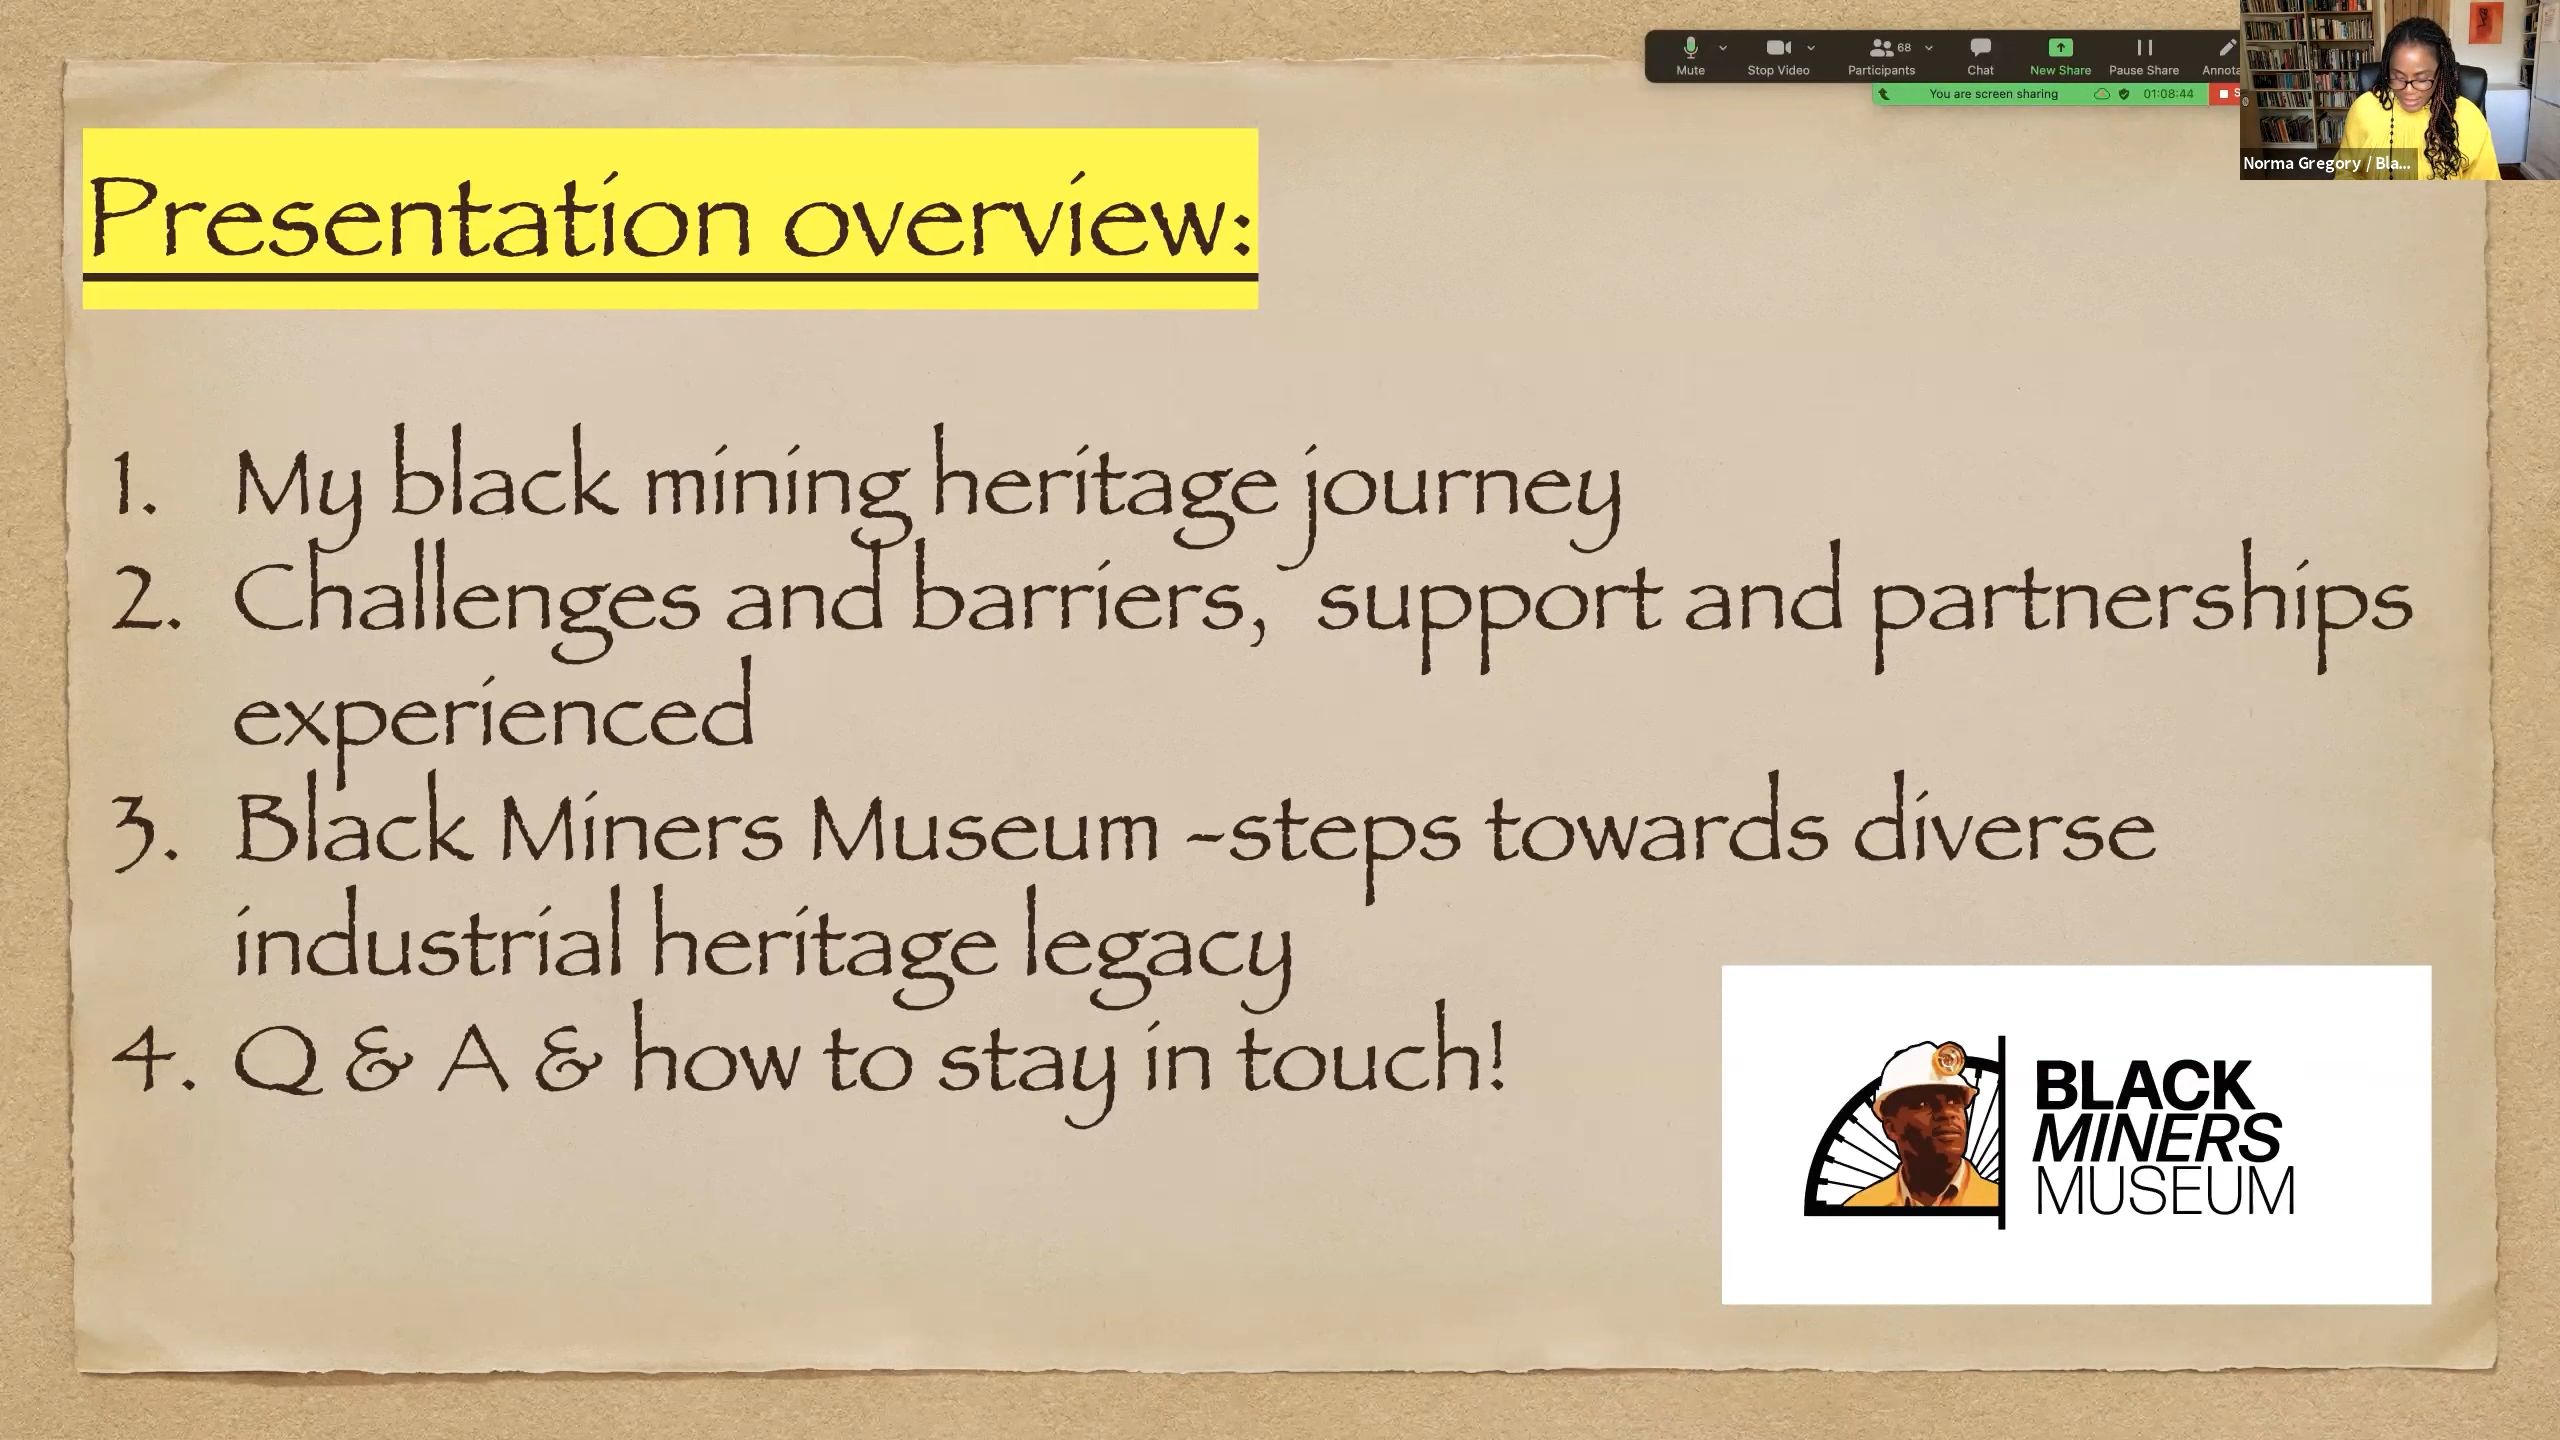 Mute
Stop Video
68
Participants
Chat
New Share
Pause Share
You are screen sharing
01:08:44
Norma Gregory / Bla...
Presentation overview:
1. My black mining heritage journey
2. Challenges and barriers, support and partnerships
experienced
3. Black Miners Museum -steps towards diverse
industrial heritage legacy
4. Q & A & how to stay in touch!
BLACK
MINERS
MUSEUM